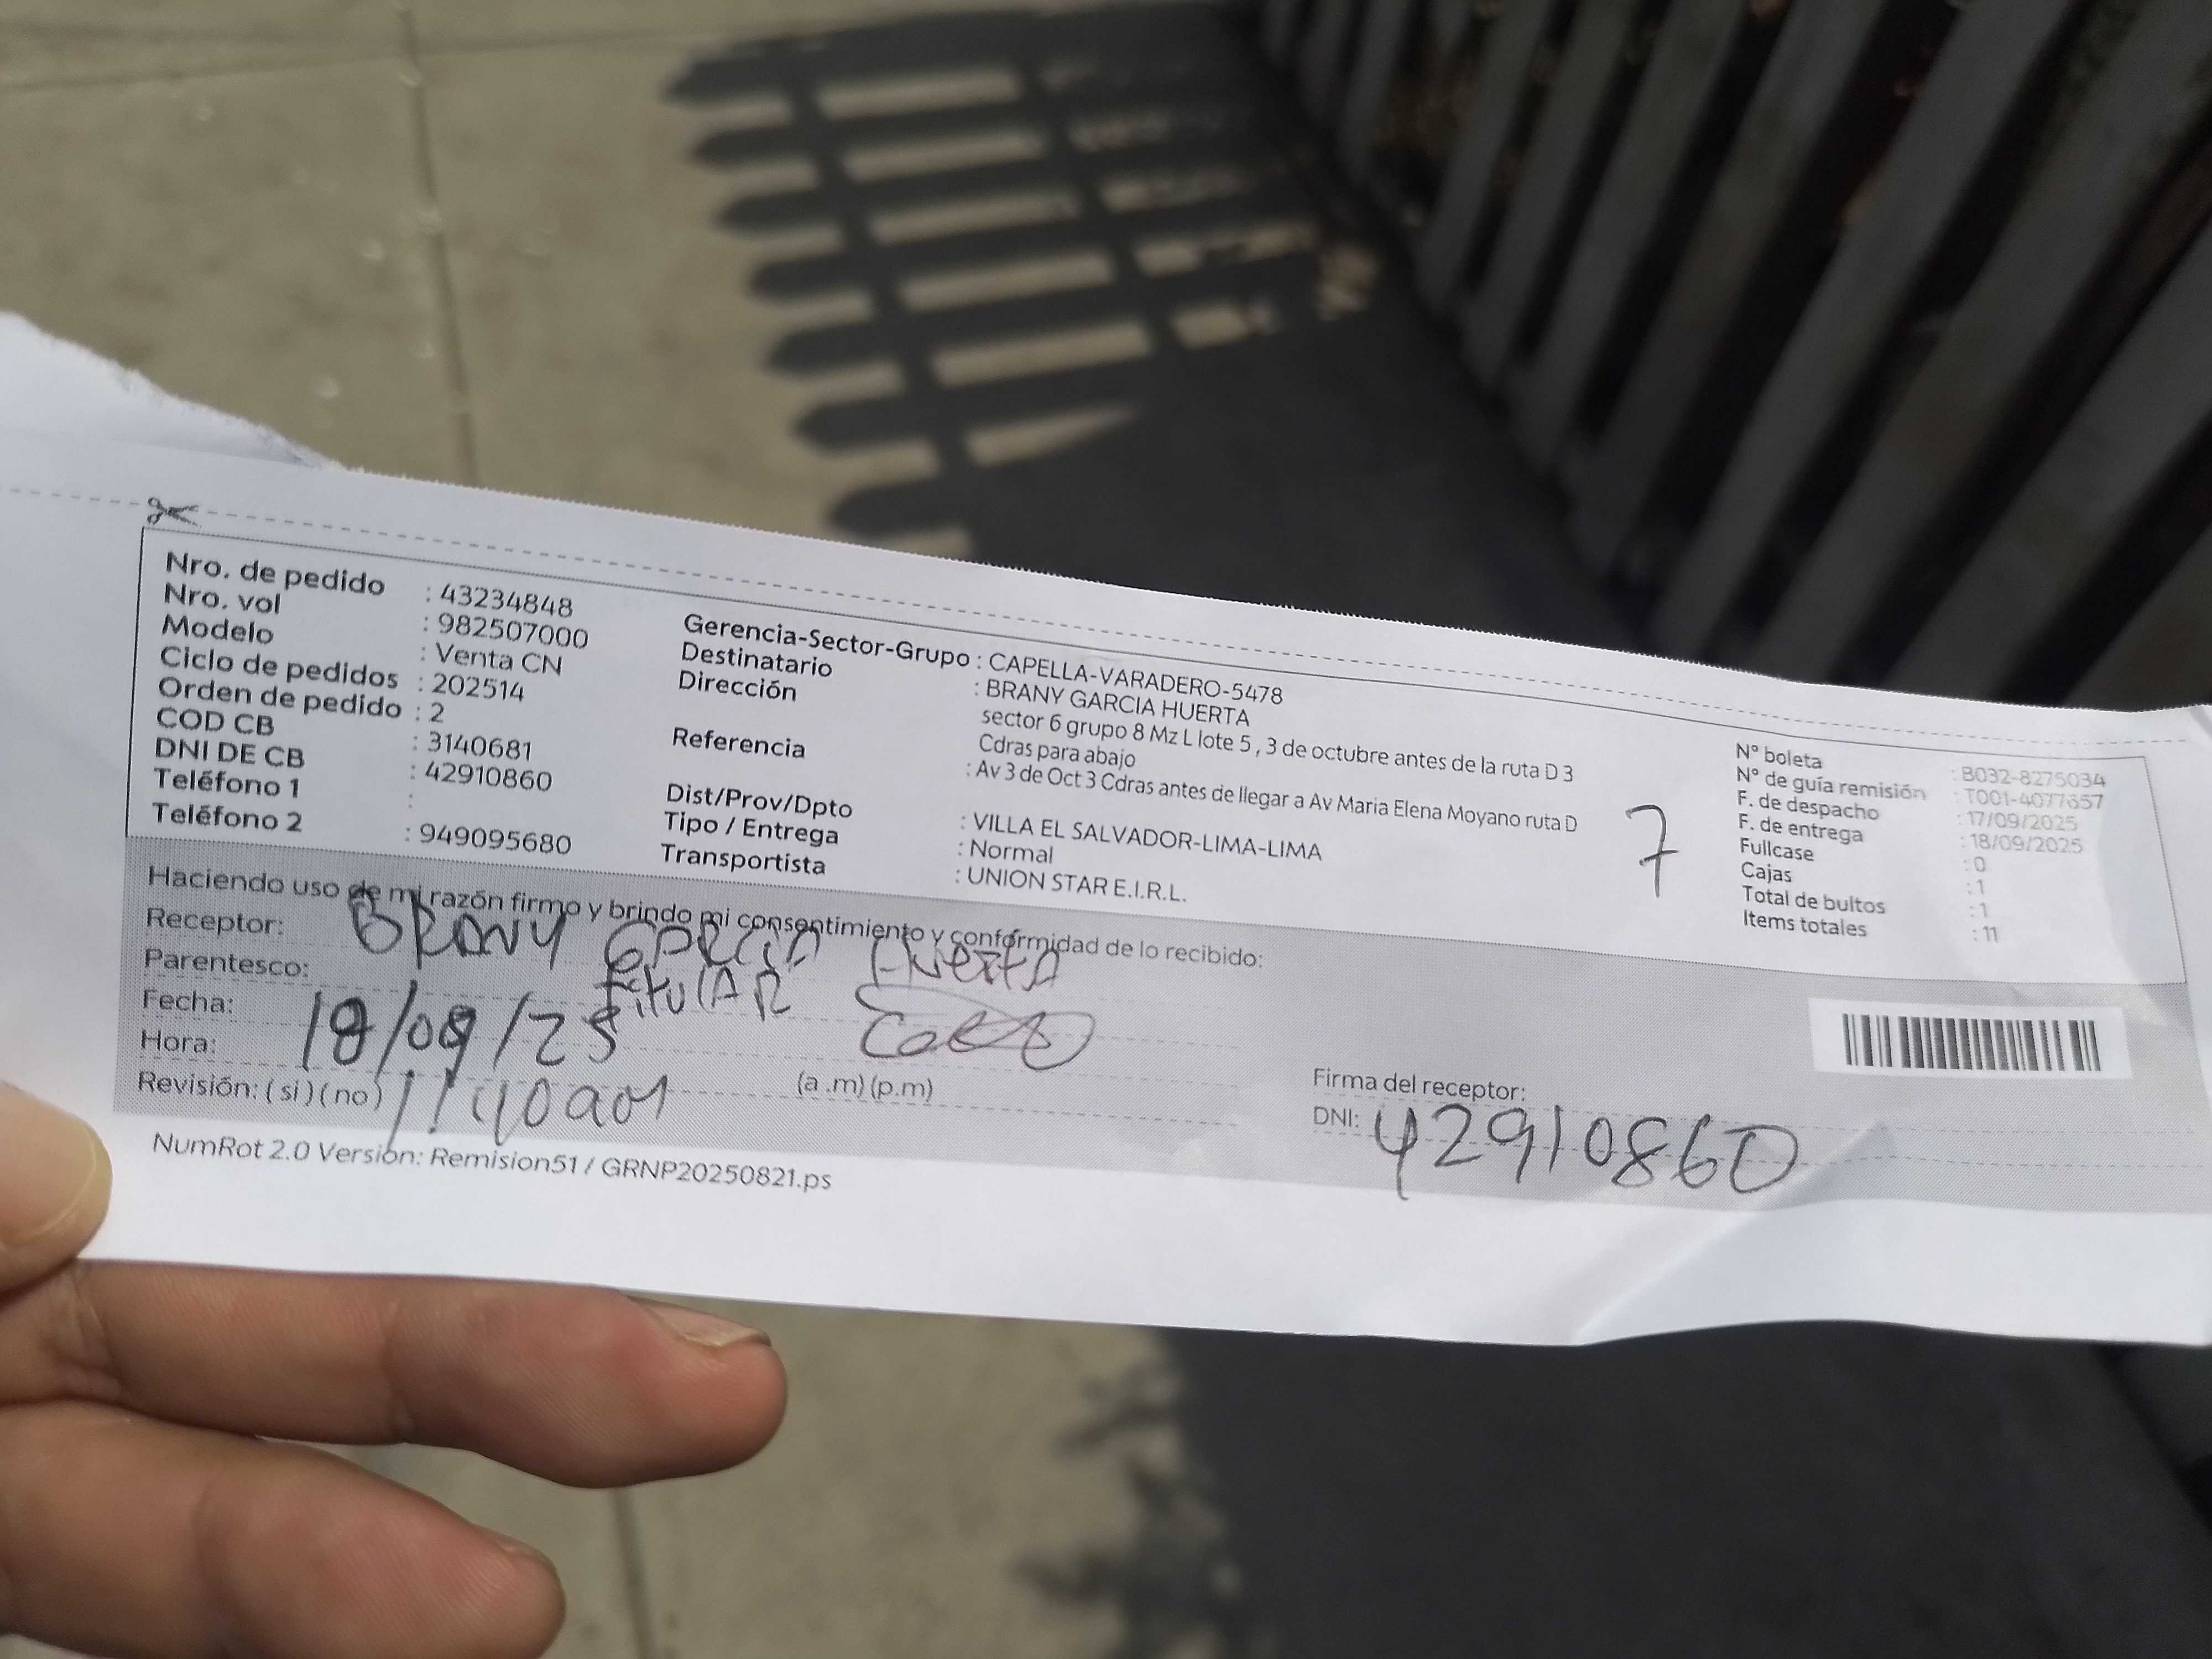 Nro. de pedido : 43234848
Nro. vol : 982507000
Modelo : Venta CN
Ciclo de pedidos : 202514
Orden de pedido : 2
COD CB : 3140681
DNI DE CB : 42910860
Teléfono 1 :
Teléfono 2 : 949095680
Gerencia-Sector-Grupo : CAPELLA-VARADERO-5478
Destinatario : BRANY GARCIA HUERTA
Dirección sector 6 grupo 8 Mz L lote 5 , 3 de octubre antes de la ruta D 3
Cdras para abajo
Referencia : Av 3 de Oct 3 Cdras antes de llegar a Av Maria Elena Moyano ruta D
Dist/Prov/Dpto : VILLA EL SALVADOR-LIMA-LIMA
Tipo / Entrega : Normal
Transportista : UNION STAR E.I.R.L.
7
N° boleta : B032-8275034
N° de guía remisión : T001-4077657
F. de despacho : 17/09/2025
F. de entrega : 18/09/2025
Fullcase : 0
Cajas : 1
Total de bultos : 1
Items totales : 11
Haciendo uso de mi razón firmo y brindo mi consentimiento y conformidad de lo recibido:
Receptor: BRANY GARCIA HuertA
Parentesco: titulAR
Fecha: 18/09/25
Hora: 11:40 am (a .m) (p.m)
Revisión: ( si ) ( no )
Firma del receptor:
DNI: 42910860
NumRot 2.0 Version: Remision51 / GRNP20250821.ps